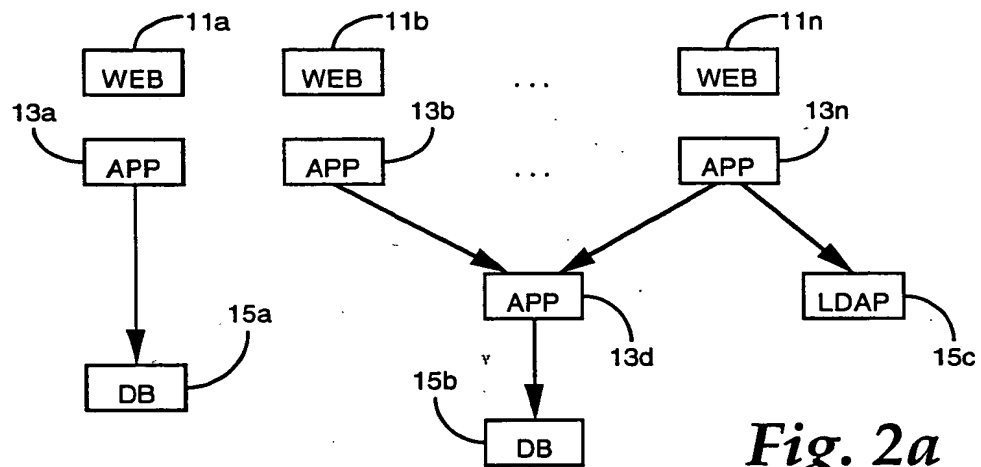 11a 11b 11n
WEB WEB ... WEB
13a 13b 13n
APP APP ... APP
APP LDAP
15a 13d 15c
DB 15b
DB
Fig. 2a